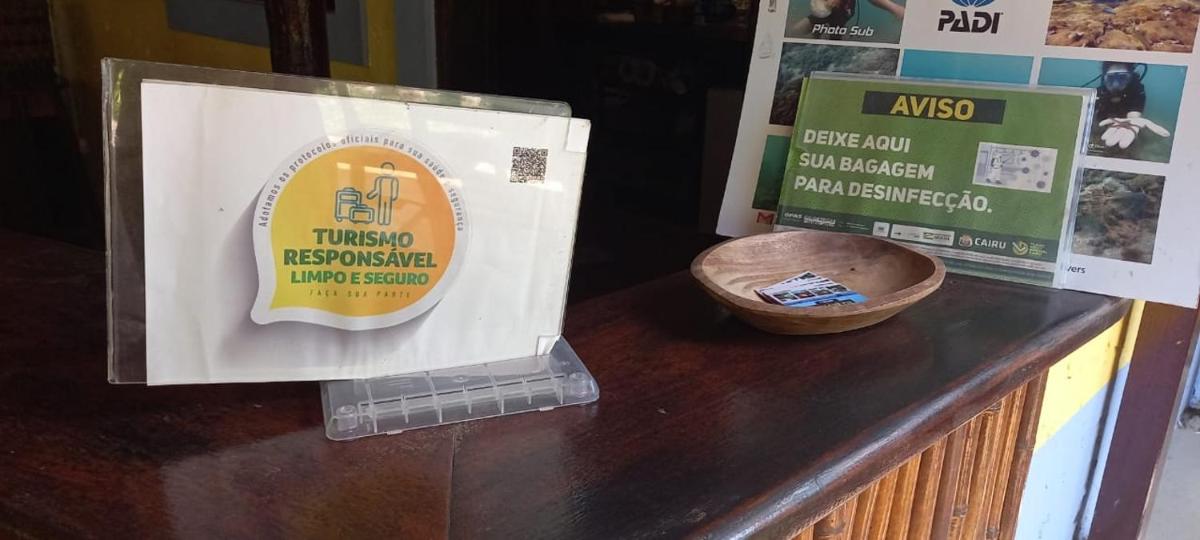 Adotamos os protocolos oficiais para sua saúde e segurança
TURISMO
RESPONSÁVEL
LIMPO E SEGURO
FAÇA SUA PARTE
Photo Sub
PADI
AVISO
DEIXE AQUI
SUA BAGAGEM
PARA DESINFECÇÃO.
CAIRU